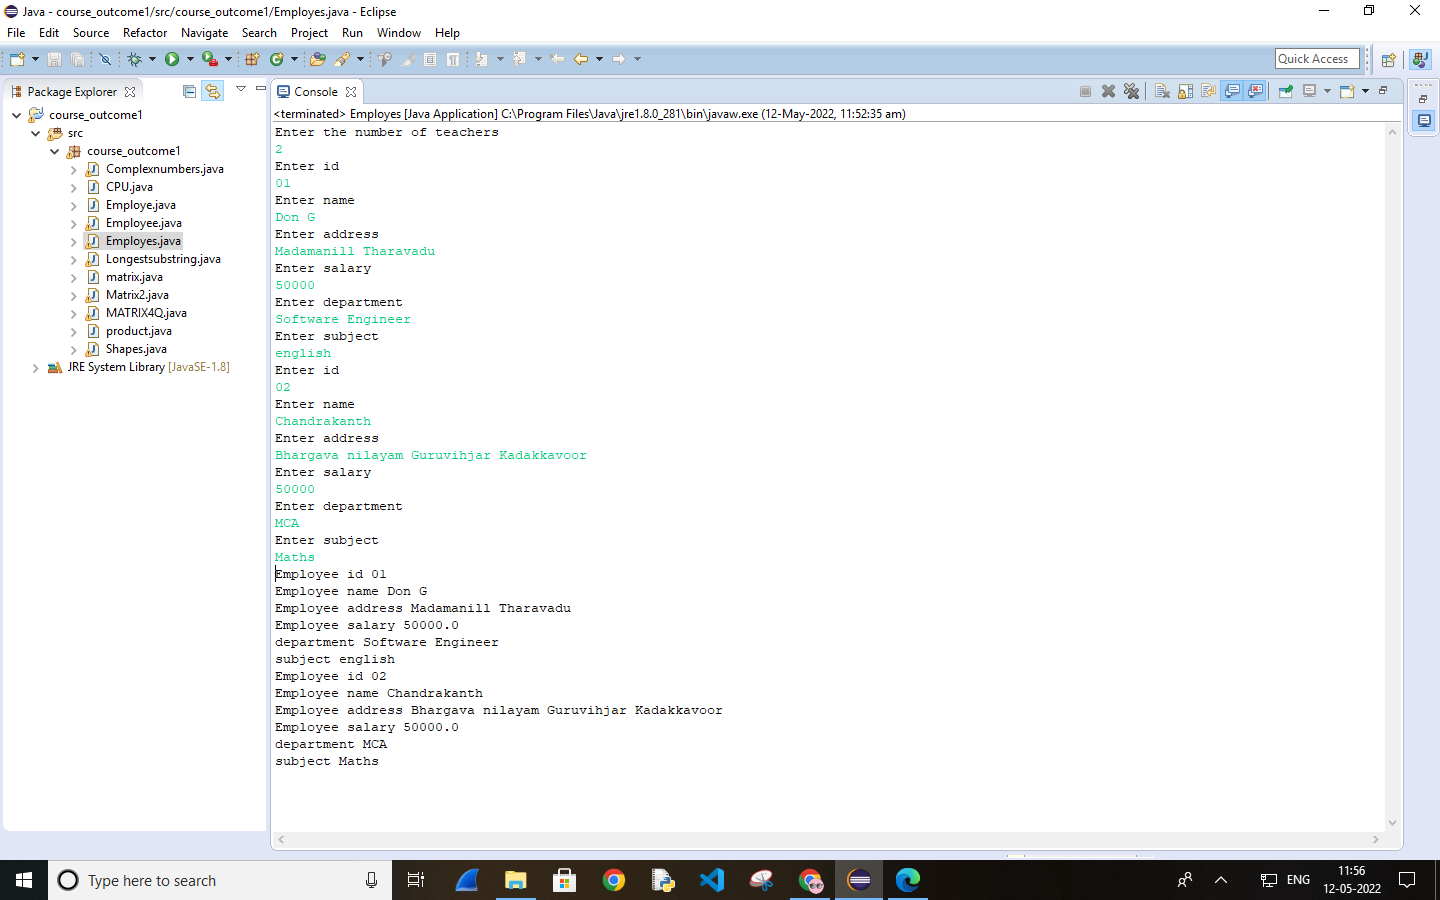 Java - course_outcome1/src/course_outcome1/Employes.java - Eclipse
File Edit Source Refactor Navigate Search Project Run Window Help
Quick Access
Package Explorer
course_outcome1
src
course_outcome1
Complexnumbers.java
CPU.java
Employe.java
Employee.java
Employes.java
Longestsubstring.java
matrix.java
Matrix2.java
MATRIX4Q.java
product.java
Shapes.java
JRE System Library [JavaSE-1.8]
Console
<terminated> Employes [Java Application] C:\Program Files\Java\jre1.8.0_281\bin\javaw.exe (12-May-2022, 11:52:35 am)
Enter the number of teachers
2
Enter id
01
Enter name
Don G
Enter address
Madamanill Tharavadu
Enter salary
50000
Enter department
Software Engineer
Enter subject
english
Enter id
02
Enter name
Chandrakanth
Enter address
Bhargava nilayam Guruvihjar Kadakkavoor
Enter salary
50000
Enter department
MCA
Enter subject
Maths
Employee id 01
Employee name Don G
Employee address Madamanill Tharavadu
Employee salary 50000.0
department Software Engineer
subject english
Employee id 02
Employee name Chandrakanth
Employee address Bhargava nilayam Guruvihjar Kadakkavoor
Employee salary 50000.0
department MCA
subject Maths
Type here to search
ENG
11:56
12-05-2022